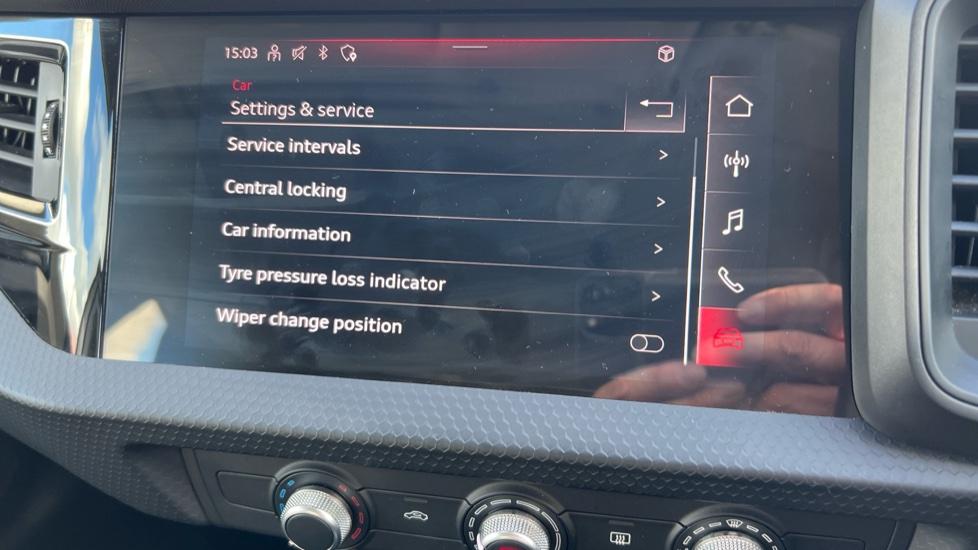 15:03
Car
Settings & service
Service intervals
Central locking
Car information
Tyre pressure loss indicator
Wiper change position